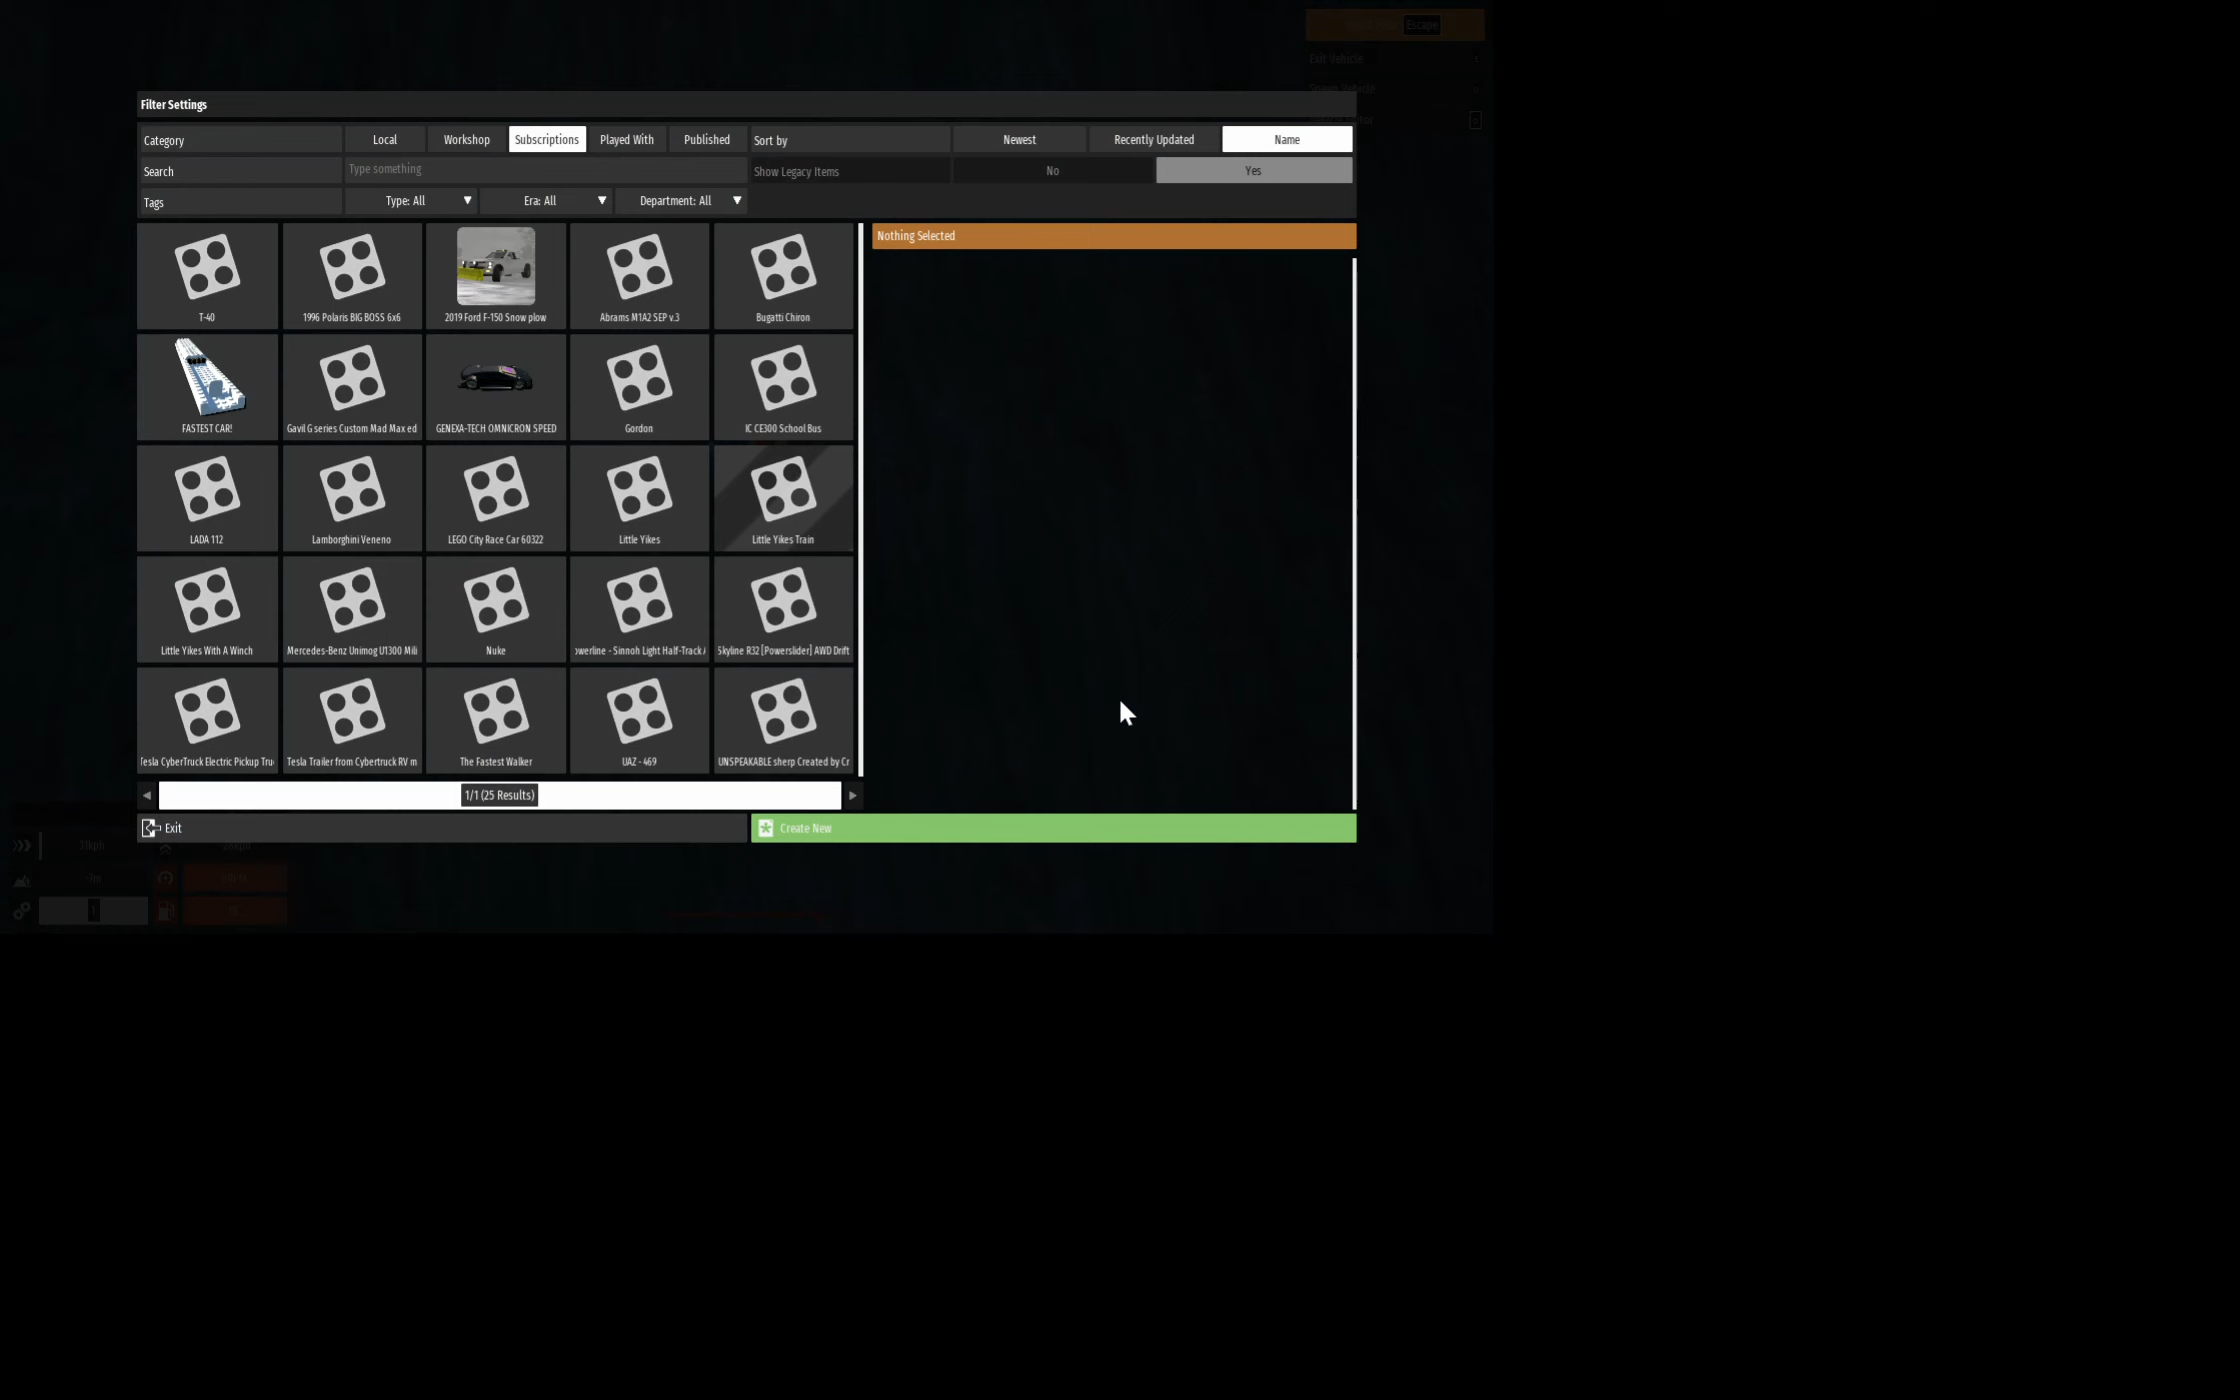 Escape
Exit Vehicle
Filter Settings
Category Local Workshop Subscriptions Played With Published Sort by Newest Recently Updated Name
Search Type something Show Legacy Items No Yes
Tags Type: All Era: All Department: All
Nothing Selected
T-40 1996 Polaris BIG BOSS 6x6 2019 Ford F-150 Snow plow Abrams M1A2 SEP v.3 Bugatti Chiron
FASTEST CAR! Gavil G series Custom Mad Max ed GENEXA-TECH OMNICRON SPEED Gordon IC CE300 School Bus
LADA 112 Lamborghini Veneno LEGO City Race Car 60322 Little Yikes Little Yikes Train
Little Yikes With A Winch Mercedes-Benz Unimog U1300 Mili Nuke owerline - Sinnoh Light Half-Track Skyline R32 [Powerslider] AWD Drift
Tesla CyberTruck Electric Pickup Tru Tesla Trailer from Cybertruck RV m The Fastest Walker UAZ - 469 UNSPEAKABLE sherp Created by Cr
1/1 (25 Results)
Exit Create New